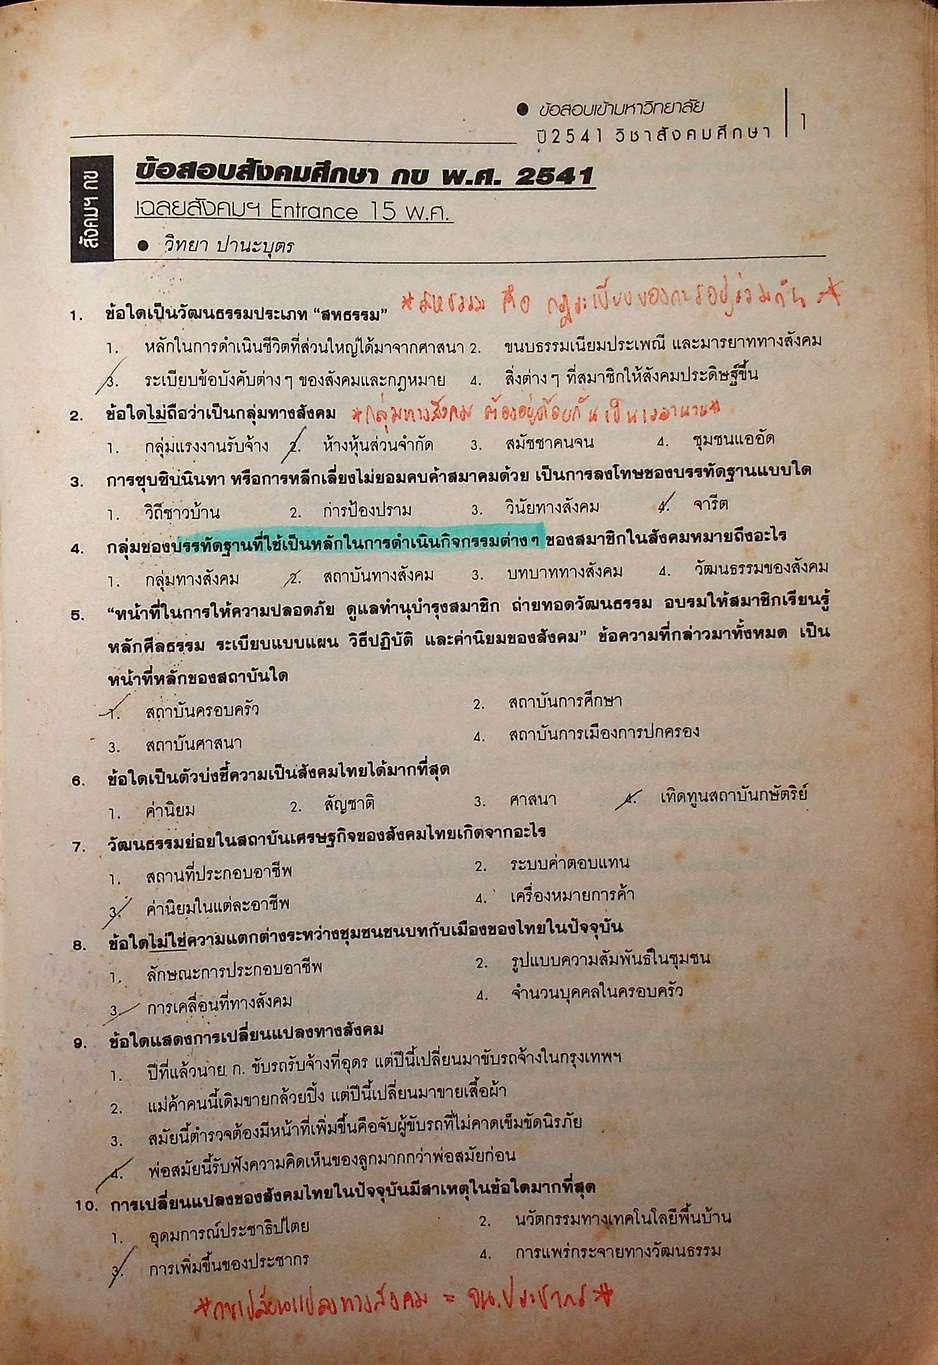 ข้อสอบเข้ามหาวิทยาลัย
ปี2541 วิชาสังคมศึกษา 1
สังคมฯ กข
ข้อสอบสังคมศึกษา กข พ.ศ. 2541
เฉลยสังคมฯ Entrance 15 พ.ศ.
● วิทยา ปานะบุตร
1. ข้อใดเป็นวัฒนธรรมประเภท “สหธรรม” *สหธรรม คือ กฎระเบียบของการอยู่ร่วมกัน *
1. หลักในการดำเนินชีวิตที่ส่วนใหญ่ได้มาจากศาสนา 2. ขนบธรรมเนียมประเพณี และมารยาททางสังคม
3. ระเบียบข้อบังคับต่างๆ ของสังคมและกฎหมาย 4. สิ่งต่างๆ ที่สมาชิกให้สังคมประดิษฐ์ขึ้น
2. ข้อใดไม่ถือว่าเป็นกลุ่มทางสังคม *กลุ่มทางสังคม ต้องอยู่ด้วยกันเป็นเวลานาน*
1. กลุ่มแรงงานรับจ้าง 2. ห้างหุ้นส่วนจำกัด 3. สมัชชาคนจน 4. ชุมชนแออัด
3. การซุบซิบนินทา หรือการหลีกเลี่ยงไม่ยอมคบค้าสมาคมด้วย เป็นการลงโทษของบรรทัดฐานแบบใด
1. วิถีชาวบ้าน 2. การป้องปราม 3. วินัยทางสังคม 4. จารีต
4. กลุ่มของบรรทัดฐานที่ใช้เป็นหลักในการดำเนินกิจกรรมต่างๆ ของสมาชิกในสังคมหมายถึงอะไร
1. กลุ่มทางสังคม 2. สถาบันทางสังคม 3. บทบาททางสังคม 4. วัฒนธรรมของสังคม
5. “หน้าที่ในการให้ความปลอดภัย ดูแลทำนุบำรุงสมาชิก ถ่ายทอดวัฒนธรรม อบรมให้สมาชิกเรียนรู้
หลักศีลธรรม ระเบียบแบบแผน วิธีปฏิบัติ และค่านิยมของสังคม” ข้อความที่กล่าวมาทั้งหมด เป็น
หน้าที่หลักของสถาบันใด
1. สถาบันครอบครัว 2. สถาบันการศึกษา
3. สถาบันศาสนา 4. สถาบันการเมืองการปกครอง
6. ข้อใดเป็นตัวบ่งชี้ความเป็นสังคมไทยได้มากที่สุด
1. ค่านิยม 2. สัญชาติ 3. ศาสนา 4. เทิดทูนสถาบันกษัตริย์
7. วัฒนธรรมย่อยในสถาบันเศรษฐกิจของสังคมไทยเกิดจากอะไร
1. สถานที่ประกอบอาชีพ 2. ระบบค่าตอบแทน
3. ค่านิยมในแต่ละอาชีพ 4. เครื่องหมายการค้า
8. ข้อใดไม่ใช่ความแตกต่างระหว่างชุมชนชนบทกับเมืองของไทยในปัจจุบัน
1. ลักษณะการประกอบอาชีพ 2. รูปแบบความสัมพันธ์ในชุมชน
3. การเคลื่อนที่ทางสังคม 4. จำนวนบุคคลในครอบครัว
9. ข้อใดแสดงการเปลี่ยนแปลงทางสังคม
1. ปีที่แล้วนาย ก. ขับรถรับจ้างที่อุดร แต่ปีนี้เปลี่ยนมาขับรถจ้างในกรุงเทพฯ
2. แม่ค้าคนนี้เดิมขายกล้วยปิ้ง แต่ปีนี้เปลี่ยนมาขายเสื้อผ้า
3. สมัยนี้ตำรวจต้องมีหน้าที่เพิ่มขึ้นคือจับผู้ขับรถที่ไม่คาดเข็มขัดนิรภัย
4. พ่อสมัยนี้รับฟังความคิดเห็นของลูกมากกว่าพ่อสมัยก่อน
10. การเปลี่ยนแปลงของสังคมไทยในปัจจุบันมีสาเหตุในข้อใดมากที่สุด
1. อุดมการณ์ประชาธิปไตย 2. นวัตกรรมทางเทคโนโลยีพื้นบ้าน
3. การเพิ่มขึ้นของประชากร 4. การแพร่กระจายทางวัฒนธรรม
*การเปลี่ยนแปลงทางสังคม = จน.ประชากร*